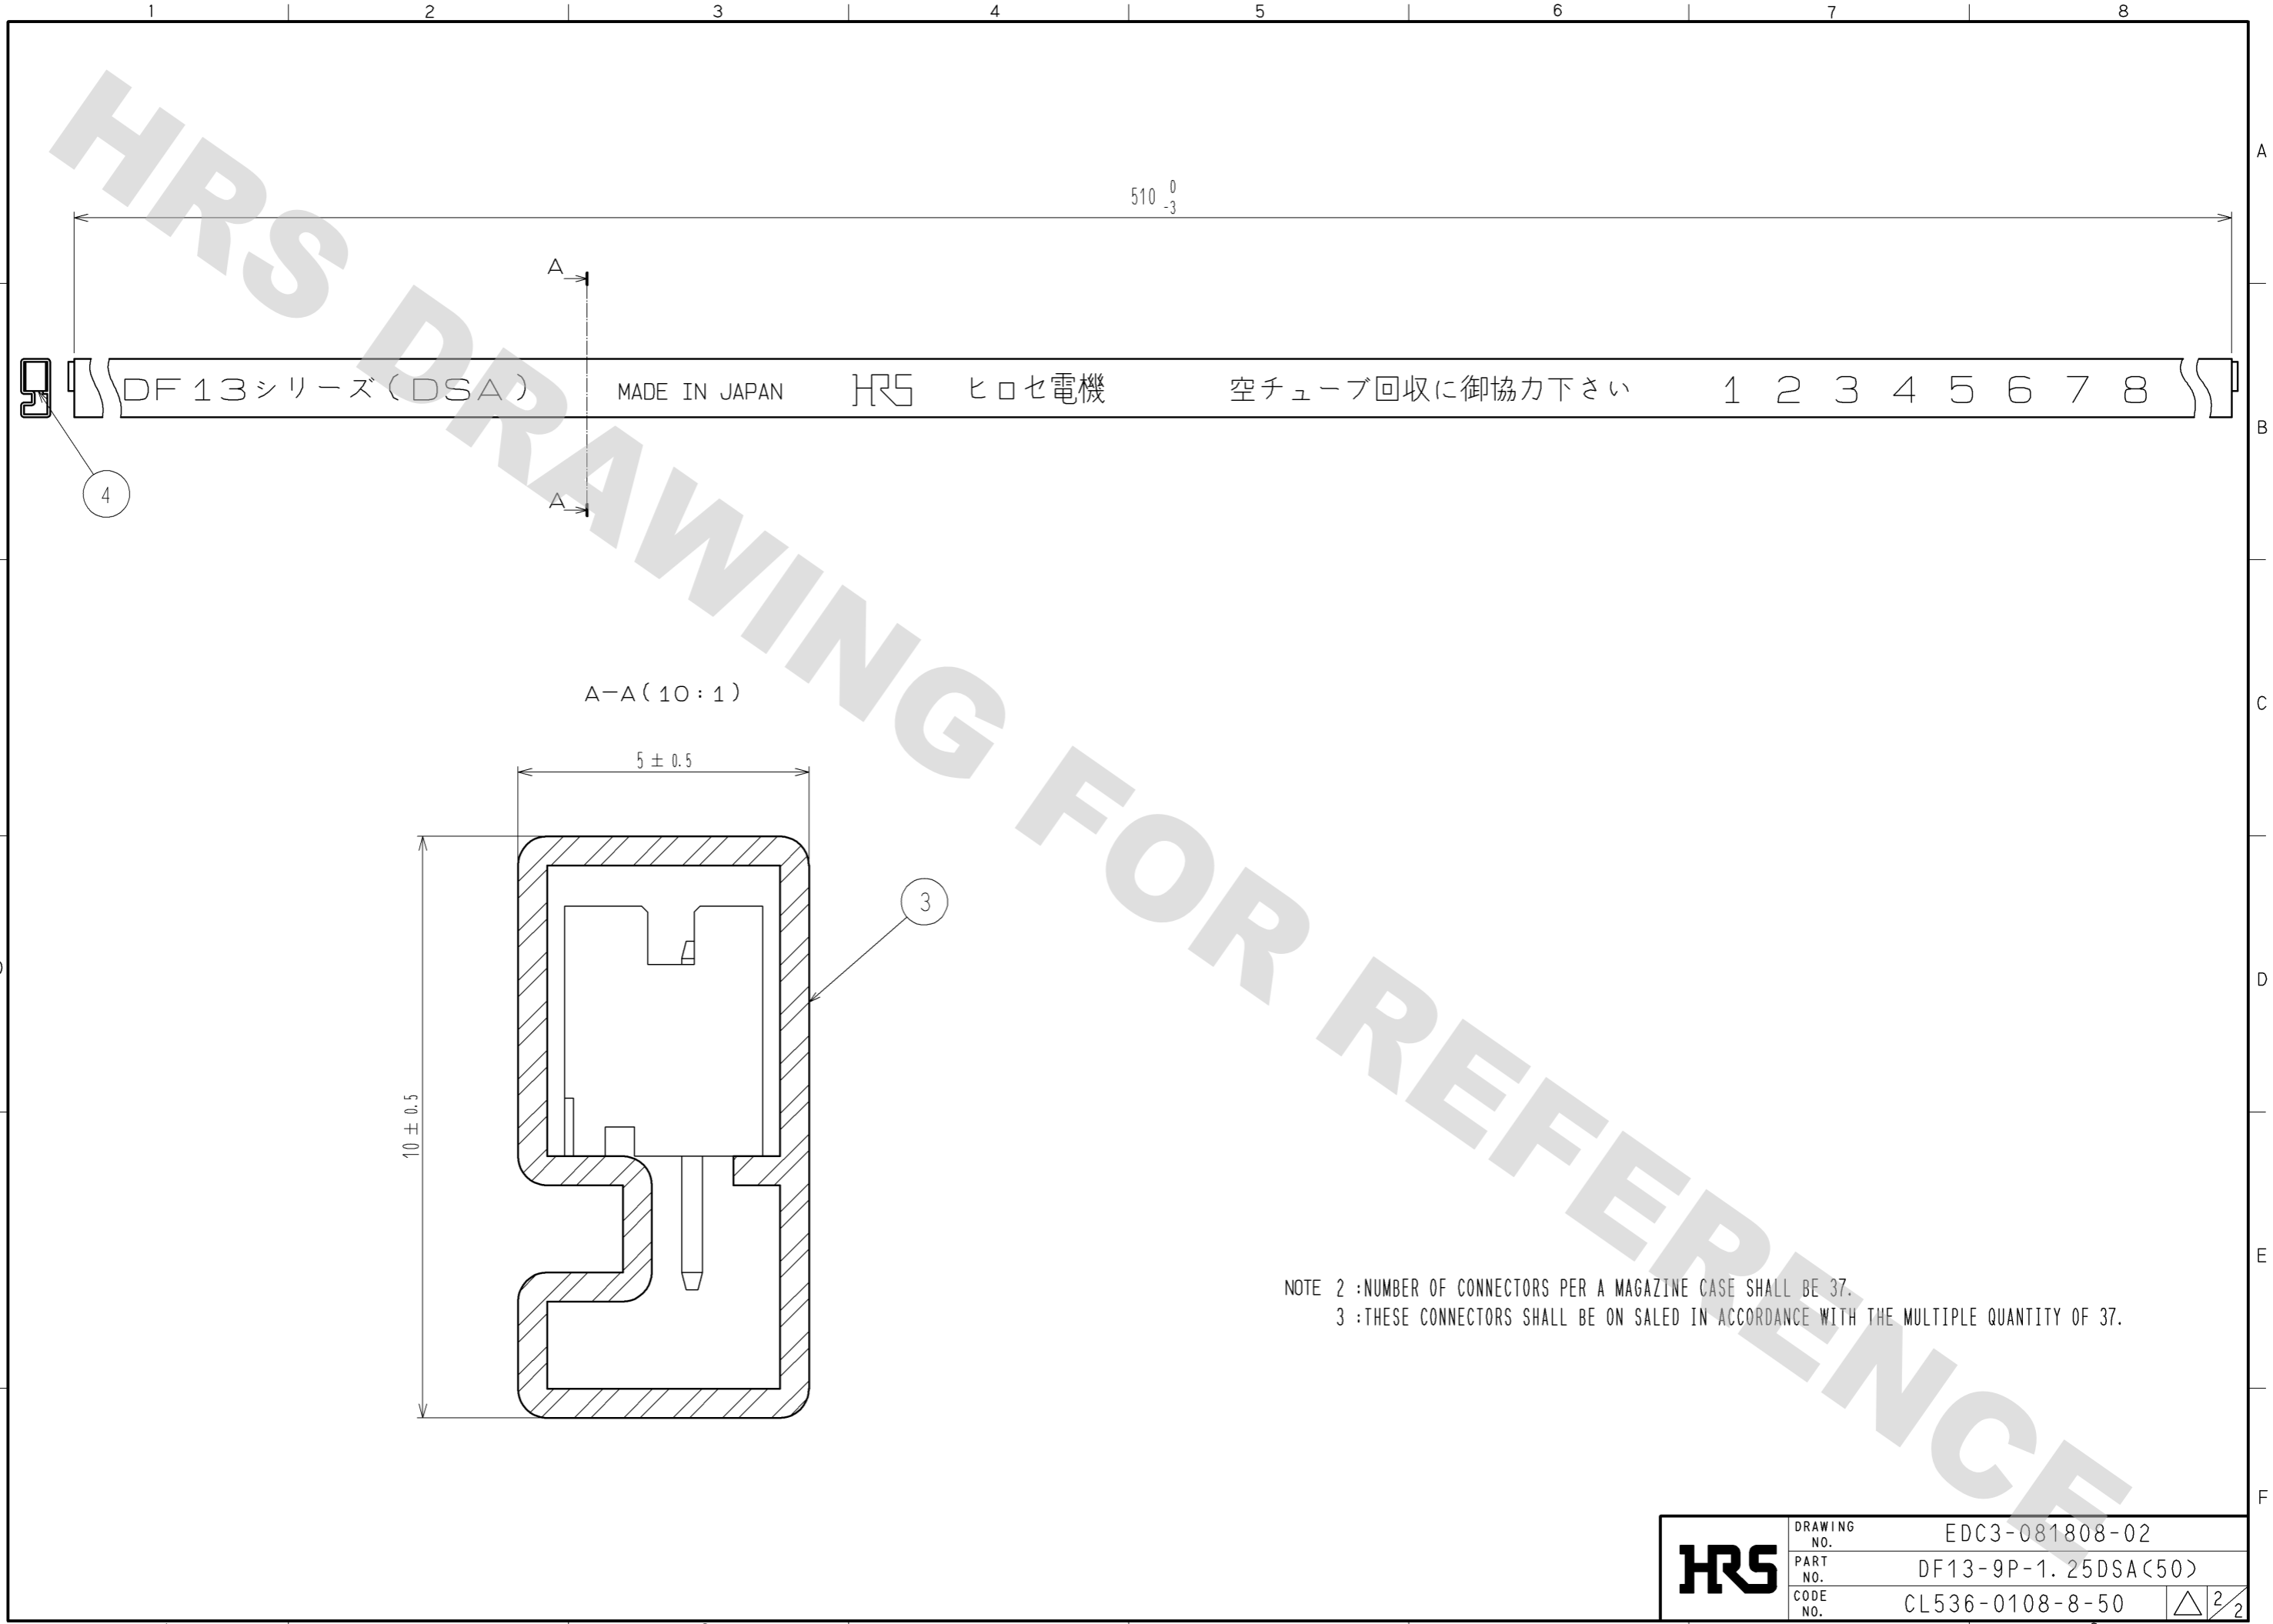 1 2 3 4 5 6 7 8
A
510 0 -3
A
DF13シリーズ(DSA) MADE IN JAPAN HRS ヒロセ電機 空チューブ回収に御協力下さい 1 2 3 4 5 6 7 8
B
4
A
A-A(10:1)
C
5 ± 0.5
3
D
10 ± 0.5
E
NOTE 2 :NUMBER OF CONNECTORS PER A MAGAZINE CASE SHALL BE 37.
3 :THESE CONNECTORS SHALL BE ON SALED IN ACCORDANCE WITH THE MULTIPLE QUANTITY OF 37.
F
HRS DRAWING FOR REFERENCE
HRS
DRAWING NO. EDC3-081808-02
PART NO. DF13-9P-1.25DSA(50)
CODE NO. CL536-0108-8-50 2/2